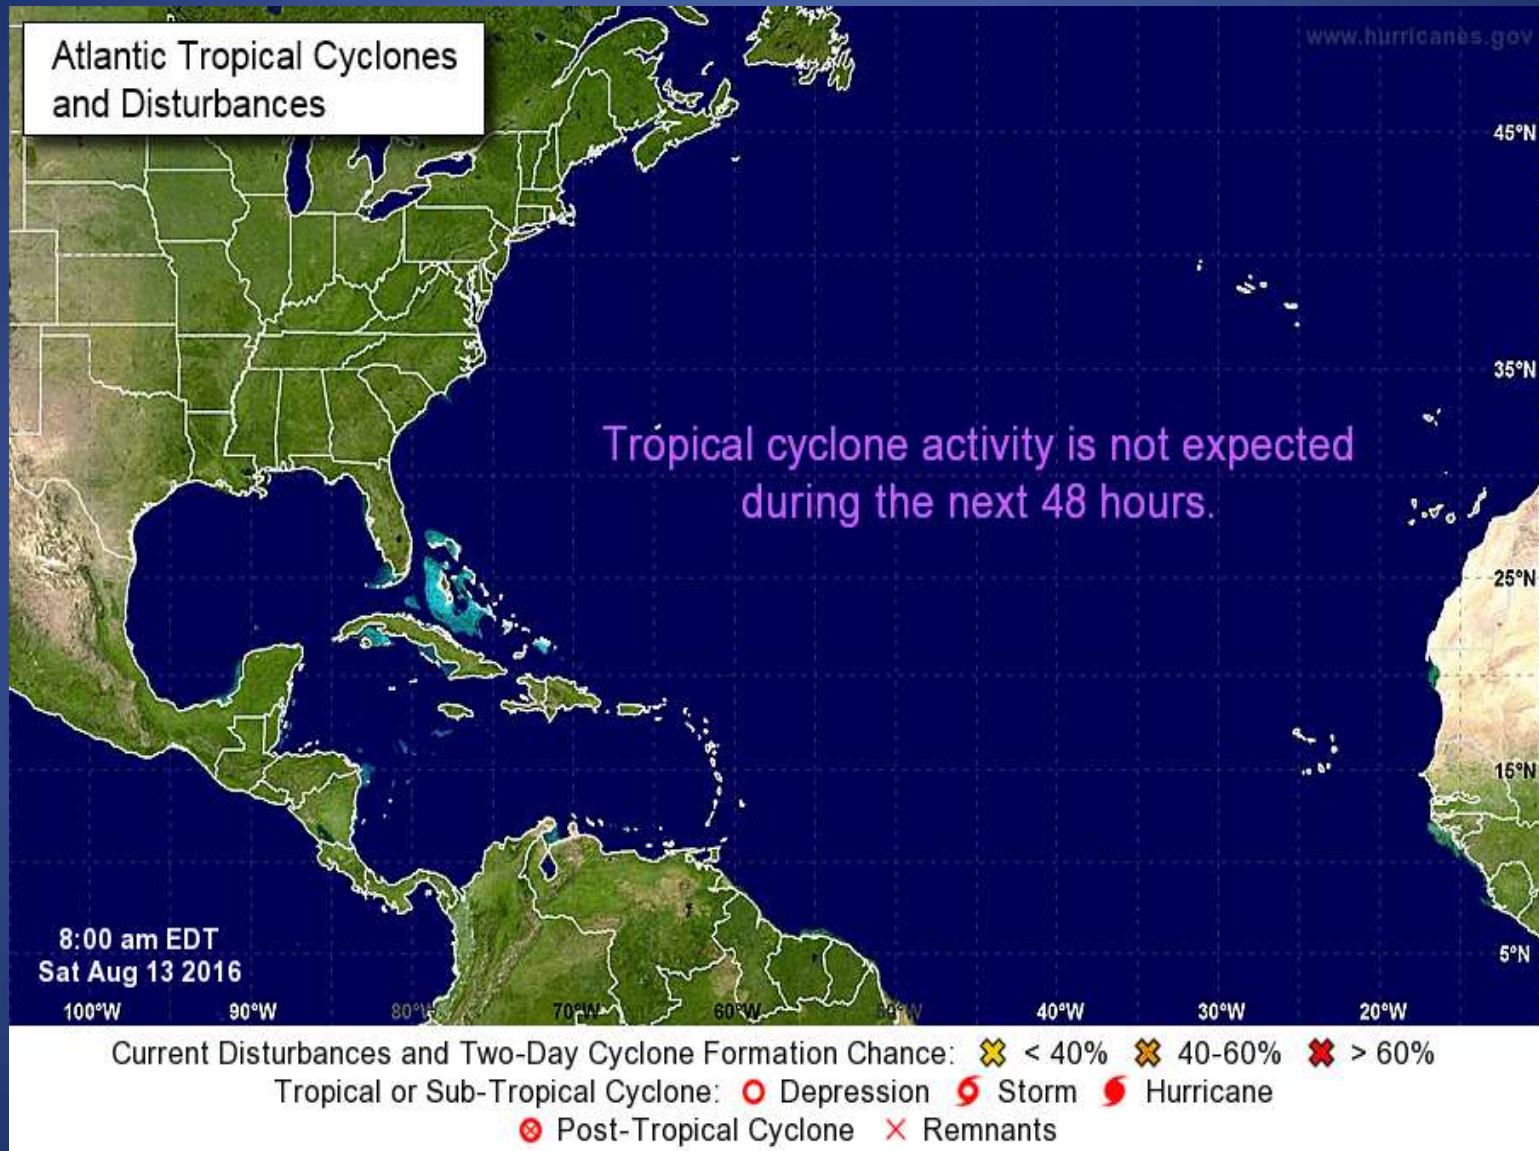 Atlantic Tropical Cyclones
and Disturbances
www.hurricanes.gov
45°N
35°N
Tropical cyclone activity is not expected
during the next 48 hours.
25°N
15°N
8:00 am EDT
Sat Aug 13 2016
5°N
100°W 90°W 80°W 70°W 60°W 50°W 40°W 30°W 20°W
Current Disturbances and Two-Day Cyclone Formation Chance: < 40% 40-60% > 60%
Tropical or Sub-Tropical Cyclone: Depression Storm Hurricane
Post-Tropical Cyclone Remnants